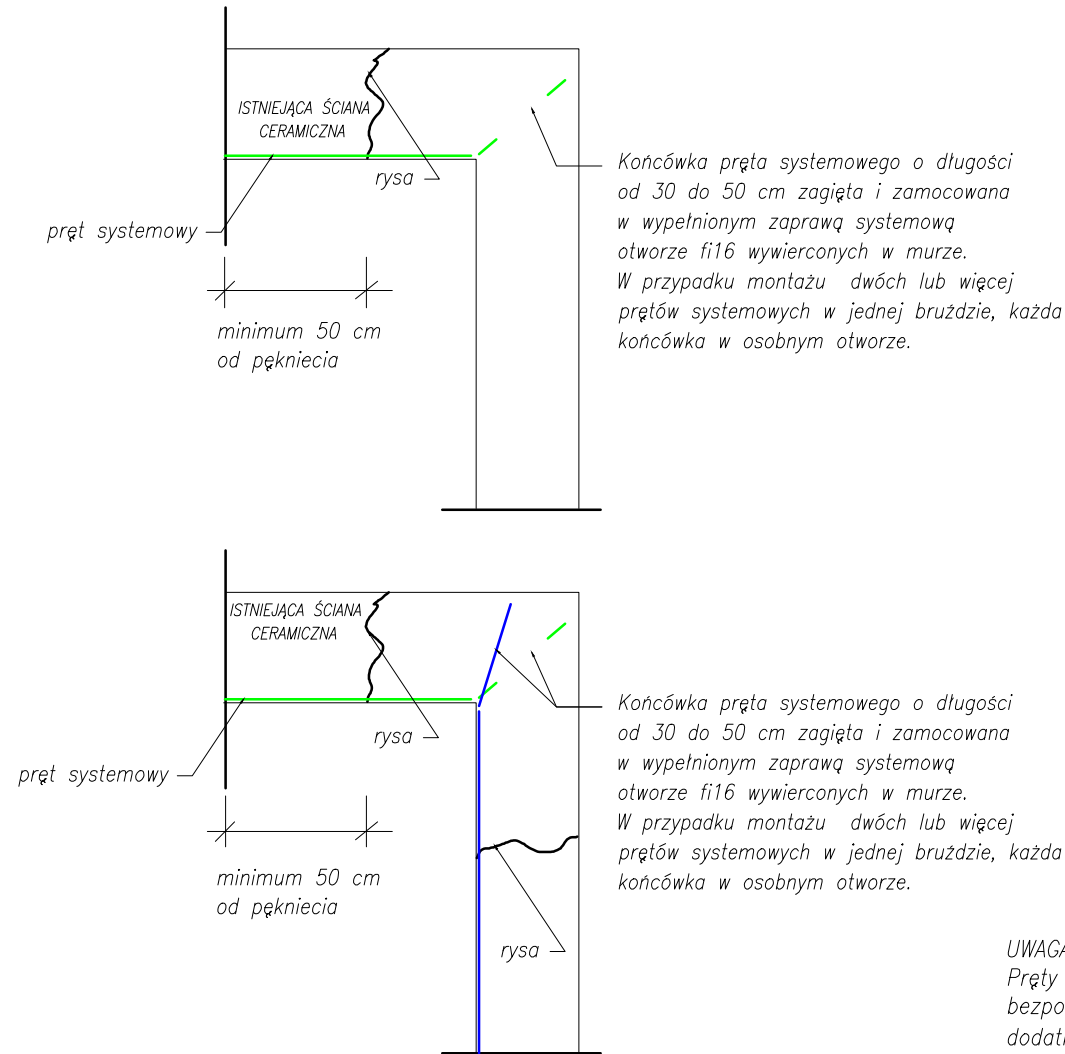 ISTNIEJĄCA ŚCIANA
CERAMICZNA
rysa
pręt systemowy
minimum 50 cm
od pękniecia
Końcówka pręta systemowego o długości
od 30 do 50 cm zagięta i zamocowana
w wypełnionym zaprawą systemową
otworze fi16 wywierconych w murze.
W przypadku montażu dwóch lub więcej
prętów systemowych w jednej bruździe, każda
końcówka w osobnym otworze.
ISTNIEJĄCA ŚCIANA
CERAMICZNA
rysa
pręt systemowy
minimum 50 cm
od pękniecia
Końcówka pręta systemowego o długości
od 30 do 50 cm zagięta i zamocowana
w wypełnionym zaprawą systemową
otworze fi16 wywierconych w murze.
W przypadku montażu dwóch lub więcej
prętów systemowych w jednej bruździe, każda
końcówka w osobnym otworze.
rysa
UWAGA
Pręty